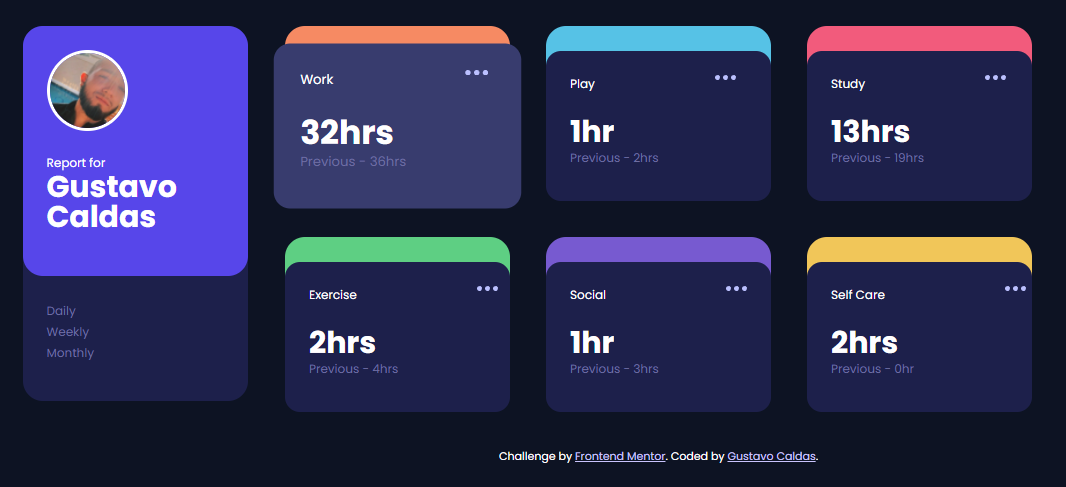 Report for
Gustavo
Caldas
Daily
Weekly
Monthly
Work
32hrs
Previous - 36hrs
Play
1hr
Previous - 2hrs
Study
13hrs
Previous - 19hrs
Exercise
2hrs
Previous - 4hrs
Social
1hr
Previous - 3hrs
Self Care
2hrs
Previous - 0hr
Challenge by Frontend Mentor. Coded by Gustavo Caldas.